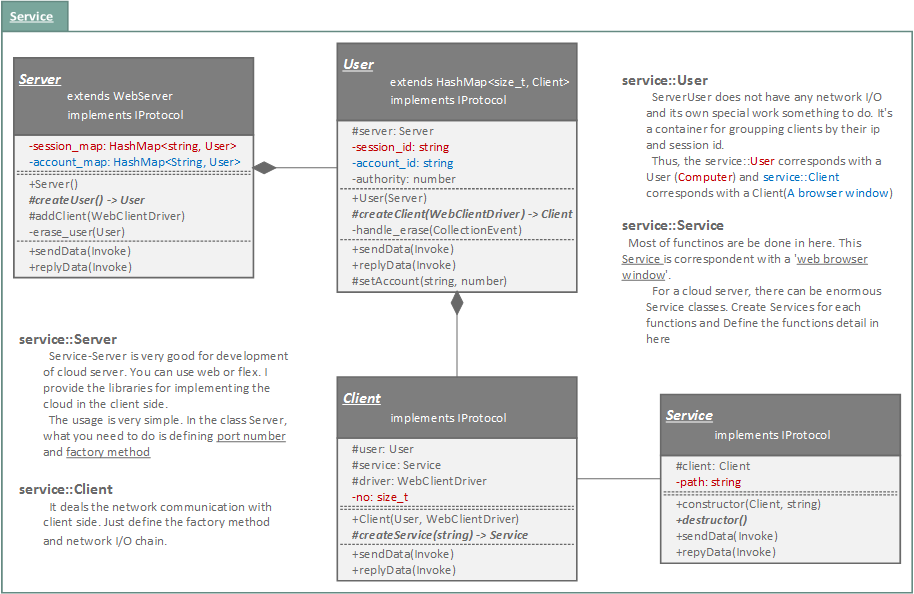 Service
Server
extends WebServer
implements IProtocol
-session_map: HashMap<string, User>
-account_map: HashMap<String, User>
+Server()
#createUser() -> User
#addClient(WebClientDriver)
-erase_user(User)
+sendData(Invoke)
+replyData(Invoke)
User
extends HashMap<size_t, Client>
implements IProtocol
#server: Server
-session_id: string
-account_id: string
-authority: number
+User(Server)
#createClient(WebClientDriver) -> Client
-handle_erase(CollectionEvent)
+sendData(Invoke)
+replyData(Invoke)
#setAccount(string, number)
service::User
ServerUser does not have any network I/O
and its own special work something to do. It's
a container for groupping clients by their ip
and session id.
Thus, the service::User corresponds with a
User (Computer) and service::Client
corresponds with a Client(A browser window)
service::Service
Most of functinos are be done in here. This
Service is correspondent with a 'web browser
window'.
For a cloud server, there can be enormous
Service classes. Create Services for each
functions and Define the functions detail in
here
service::Server
Service-Server is very good for development
of cloud server. You can use web or flex. I
provide the libraries for implementing the
cloud in the client side.
The usage is very simple. In the class Server,
what you need to do is defining port number
and factory method
service::Client
It deals the network communication with
client side. Just define the factory method
and network I/O chain.
Client
implements IProtocol
#user: User
#service: Service
#driver: WebClientDriver
-no: size_t
+Client(User, WebClientDriver)
#createService(string) -> Service
+sendData(Invoke)
+replyData(Invoke)
Service
implements IProtocol
#client: Client
-path: string
+constructor(Client, string)
+destructor()
+sendData(Invoke)
+repyData(Invoke)